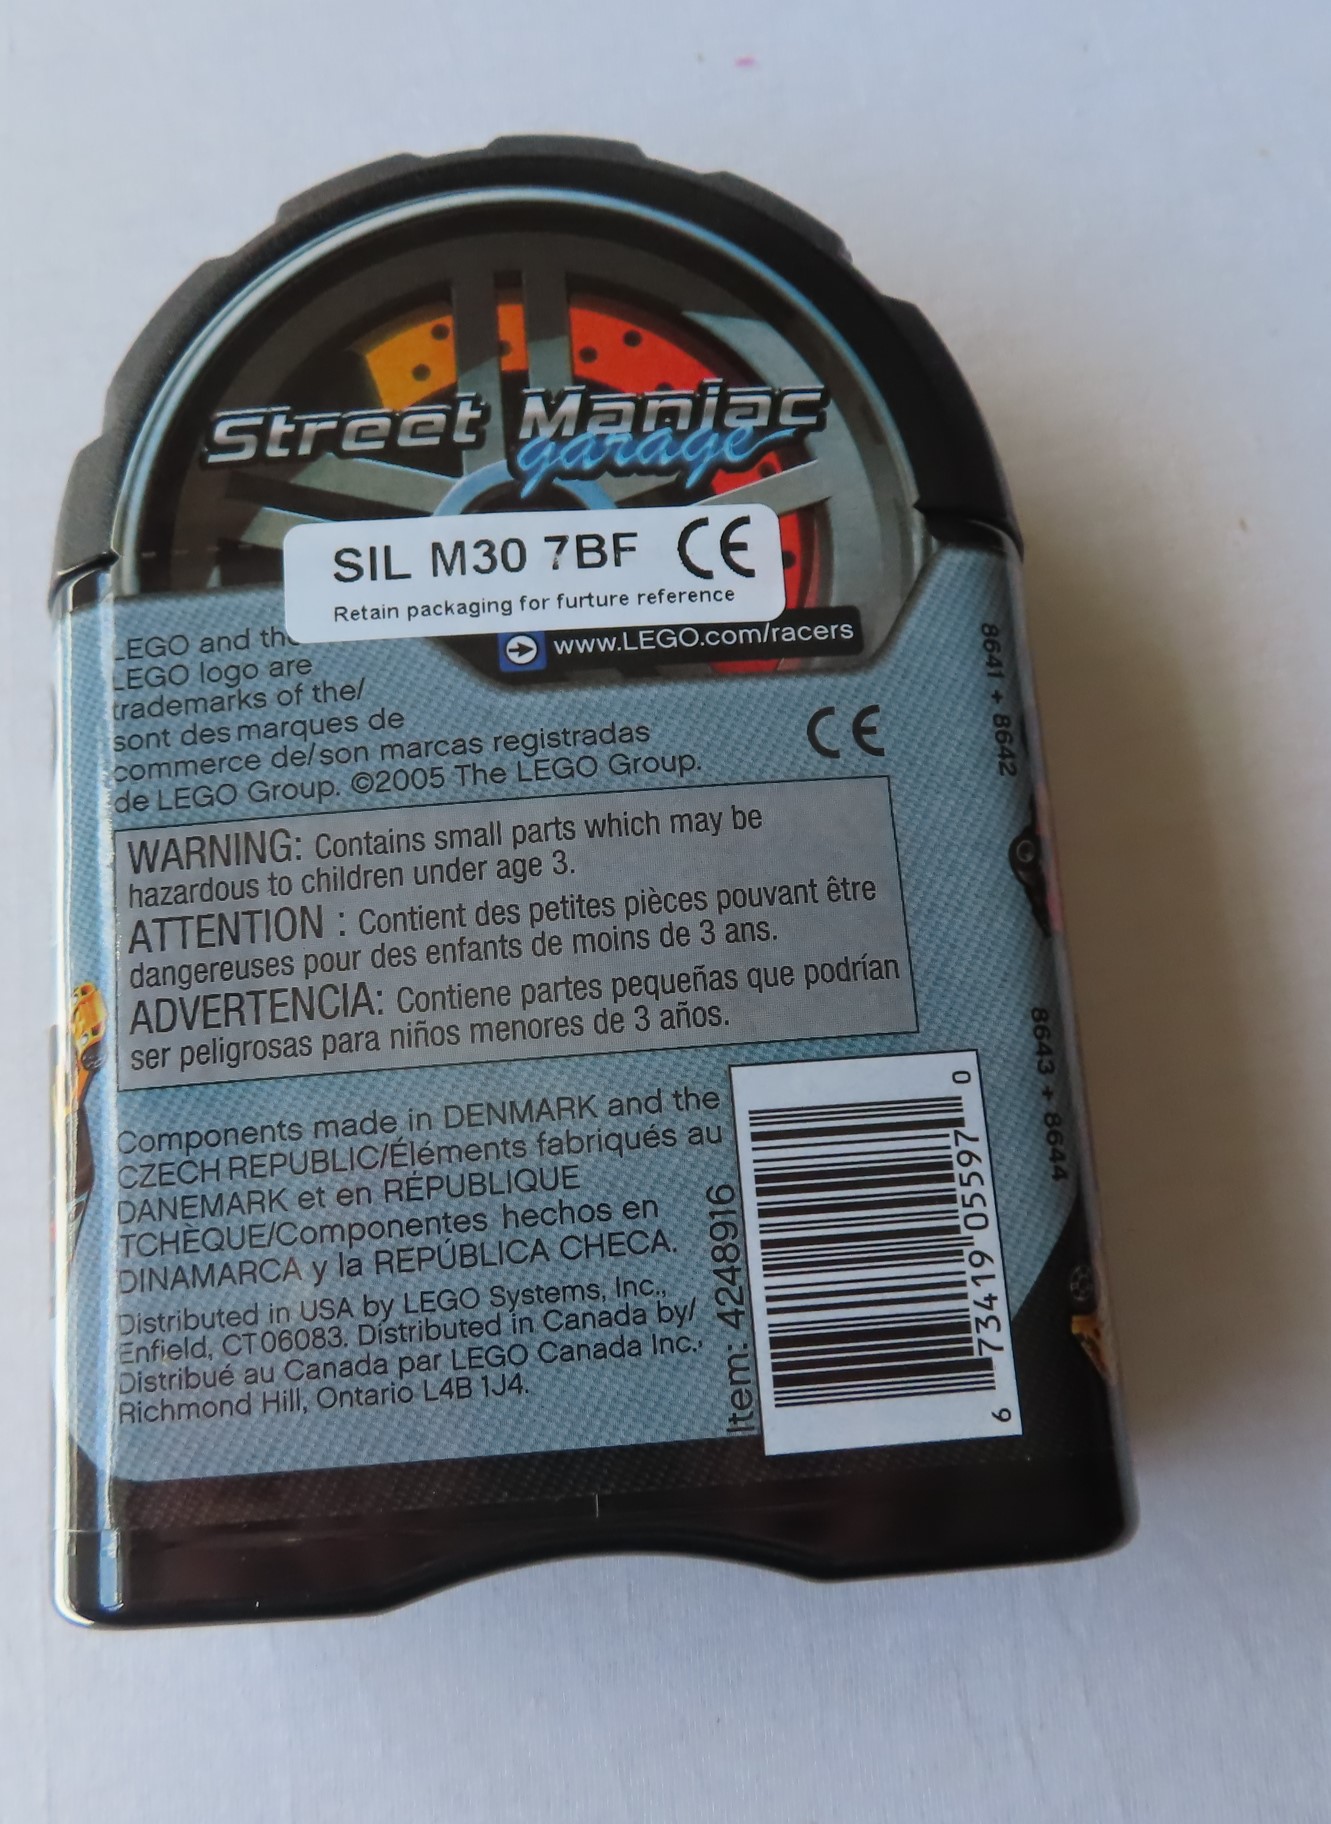 Street Maniac
garage
SIL M30 7BF CE
Retain packaging for furture reference
www.LEGO.com/racers
LEGO and the
LEGO logo are
trademarks of the/
sont des marques de
commerce de/son marcas registradas
de LEGO Group. ©2005 The LEGO Group.
CE
WARNING: Contains small parts which may be
hazardous to children under age 3.
ATTENTION : Contient des petites pièces pouvant être
dangereuses pour des enfants de moins de 3 ans.
ADVERTENCIA: Contiene partes pequeñas que podrían
ser peligrosas para niños menores de 3 años.
Components made in DENMARK and the
CZECH REPUBLIC/Éléments fabriqués au
DANEMARK et en RÉPUBLIQUE
TCHÈQUE/Componentes hechos en
DINAMARCA y la REPÚBLICA CHECA.
Distributed in USA by LEGO Systems, Inc.,
Enfield, CT 06083. Distributed in Canada by/
Distribué au Canada par LEGO Canada Inc.,
Richmond Hill, Ontario L4B 1J4.
Item: 4248916
6 73419 05597 0
8641 + 8642
8643 + 8644